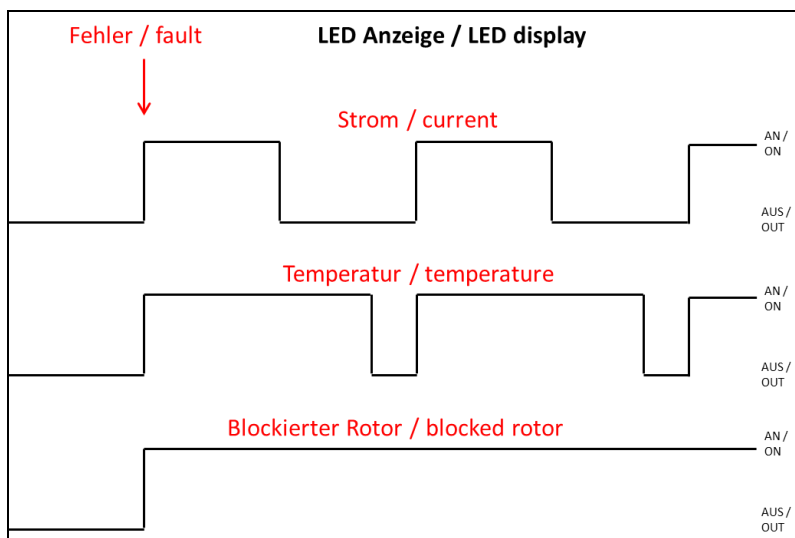 Fehler / fault
LED Anzeige / LED display
Strom / current
AN /
ON
AUS /
OUT
Temperatur / temperature
AN /
ON
AUS /
OUT
Blockierter Rotor / blocked rotor
AN /
ON
AUS /
OUT